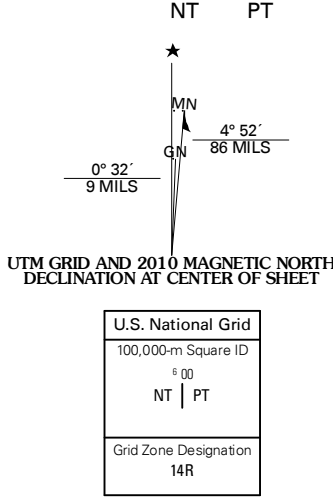 NT PT
MN
4° 52´
86 MILS
GN
0° 32´
9 MILS
UTM GRID AND 2010 MAGNETIC NORTH
DECLINATION AT CENTER OF SHEET
U.S. National Grid
100,000-m Square ID
6 00
NT PT
Grid Zone Designation
14R